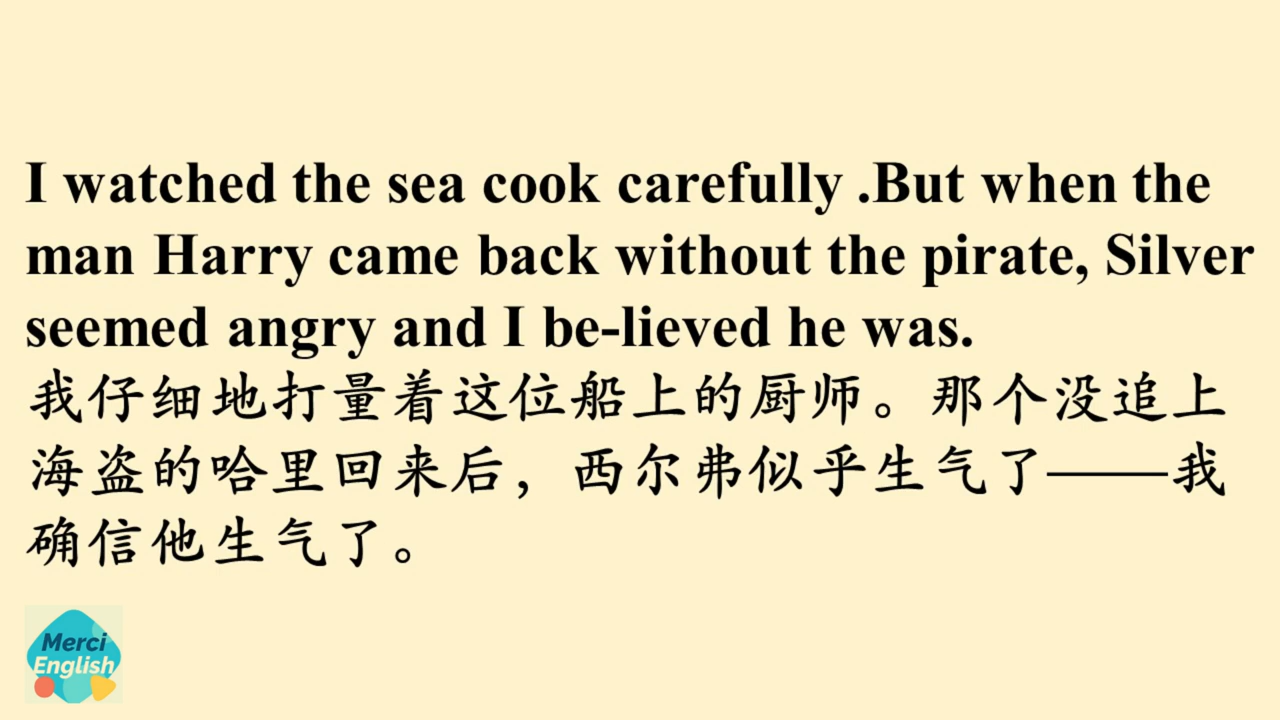 I watched the sea cook carefully .But when the
man Harry came back without the pirate, Silver
seemed angry and I be-lieved he was.
我仔细地打量着这位船上的厨师。那个没追上
海盗的哈里回来后，西尔弗似乎生气了——我
确信他生气了。
Merci
English